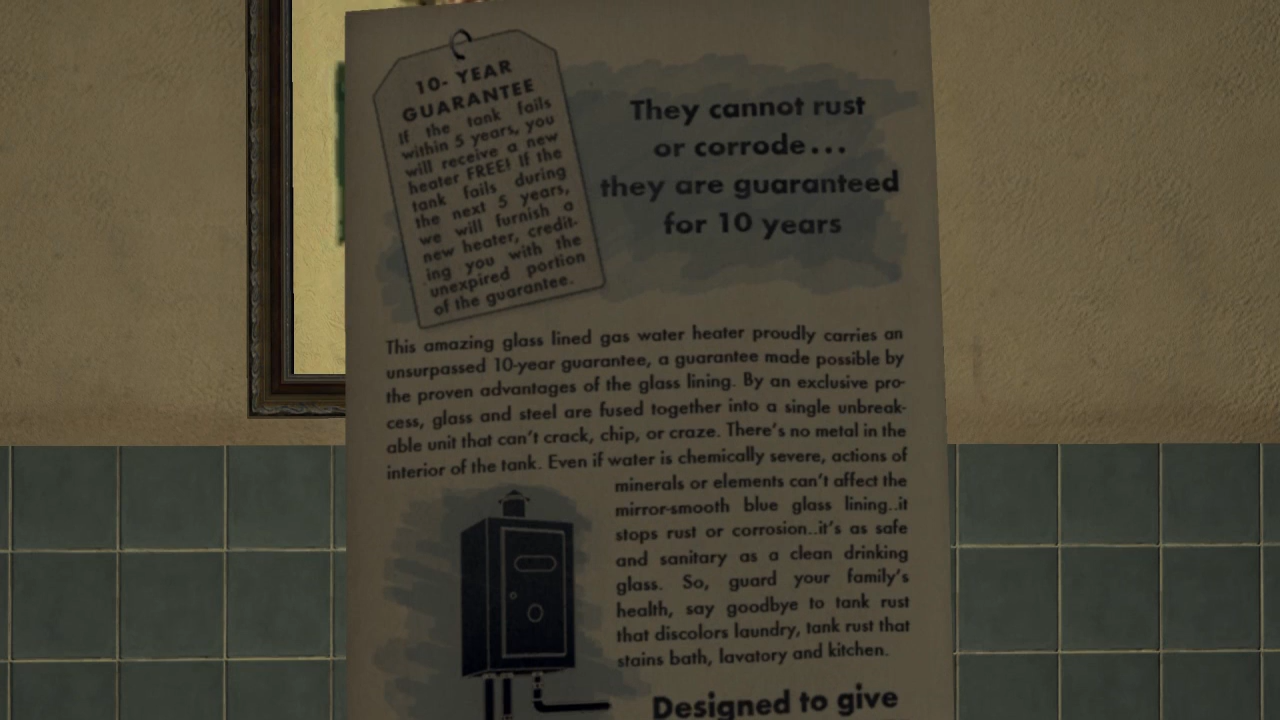 10- YEAR
GUARANTEE
If the tank fails
within 5 years, you
will receive a new
heater FREE! If the
tank fails during
the next 5 years,
we will furnish a
new heater, credit-
ing you with the
unexpired portion
of the guarantee.
They cannot rust
or corrode...
they are guaranteed
for 10 years
This amazing glass lined gas water heater proudly carries an
unsurpassed 10-year guarantee, a guarantee made possible by
the proven advantages of the glass lining. By an exclusive pro-
cess, glass and steel are fused together into a single unbreak-
able unit that can't crack, chip, or craze. There's no metal in the
interior of the tank. Even if water is chemically severe, actions of
minerals or elements can't affect the
mirror-smooth blue glass lining..it
stops rust or corrosion..it's as safe
and sanitary as a clean drinking
glass. So, guard your family's
health, say goodbye to tank rust
that discolors laundry, tank rust that
stains bath, lavatory and kitchen.
Designed to give